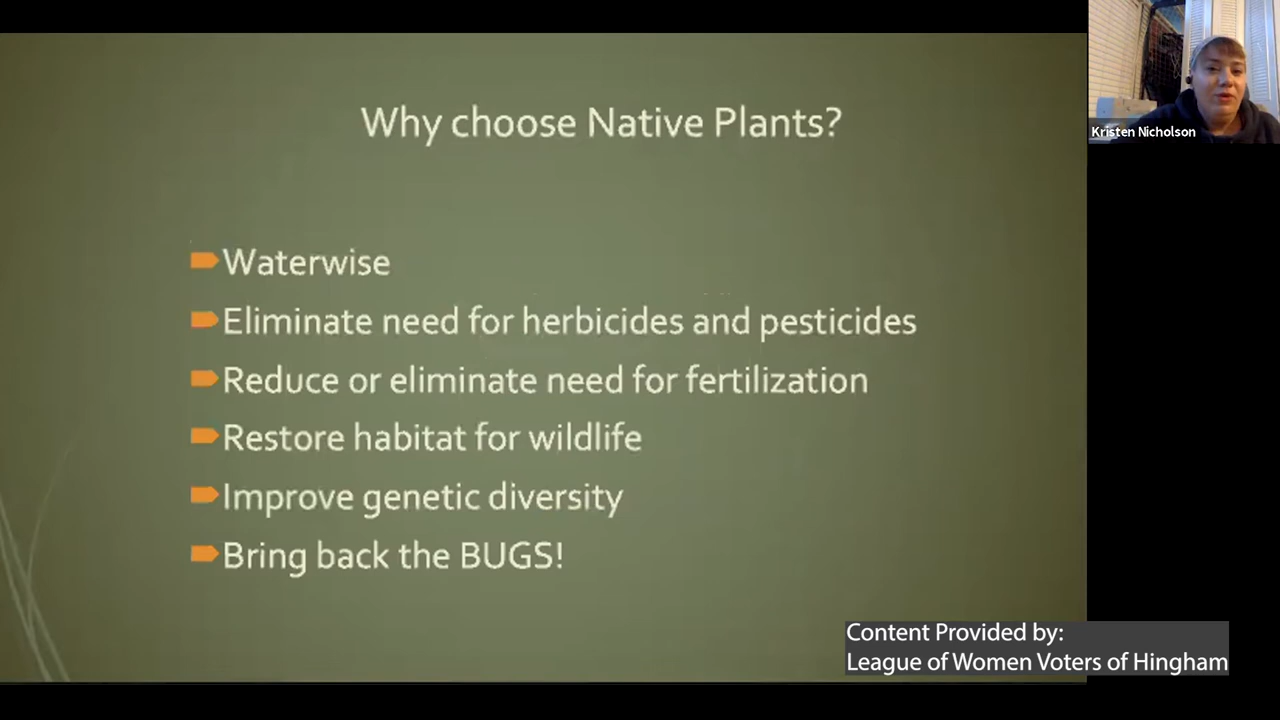 Why choose Native Plants?
Waterwise
Eliminate need for herbicides and pesticides
Reduce or eliminate need for fertilization
Restore habitat for wildlife
Improve genetic diversity
Bring back the BUGS!
Kristen Nicholson
Content Provided by:
League of Women Voters of Hingham